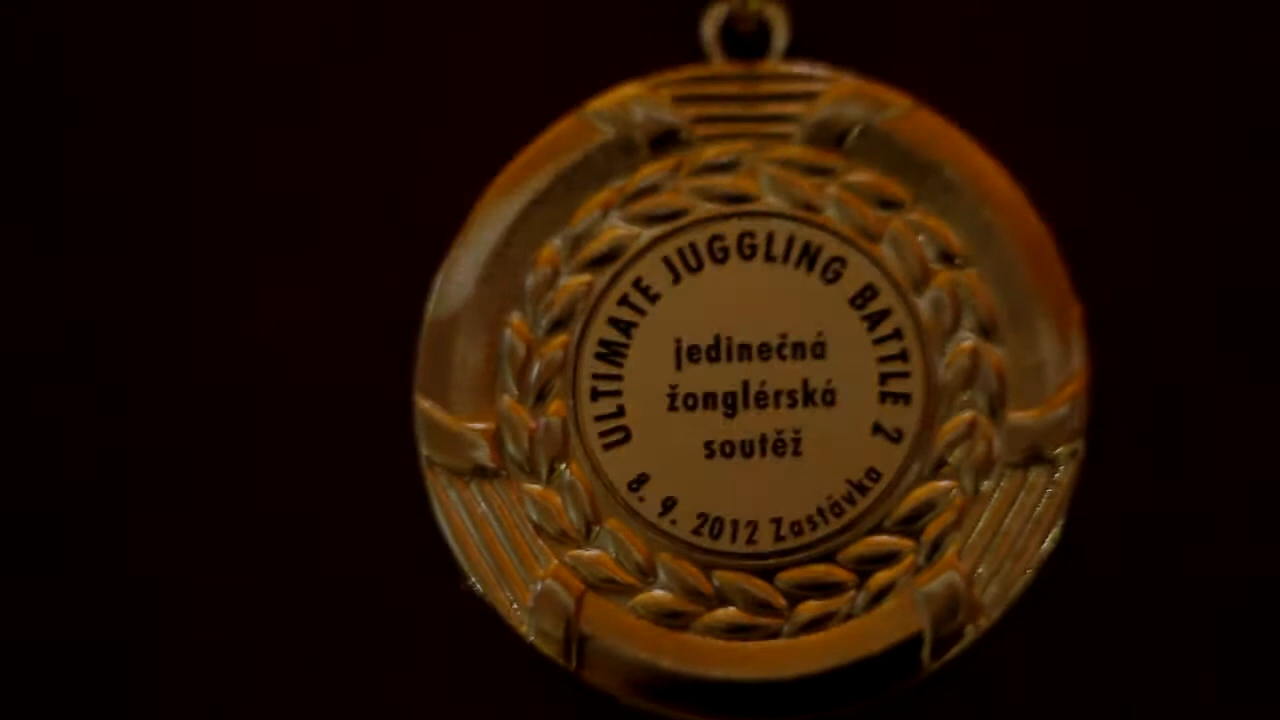 ULTIMATE JUGGLING BATTLE 2
jedinečná
žonglérská
soutěž
8. 9. 2012 Zastávka